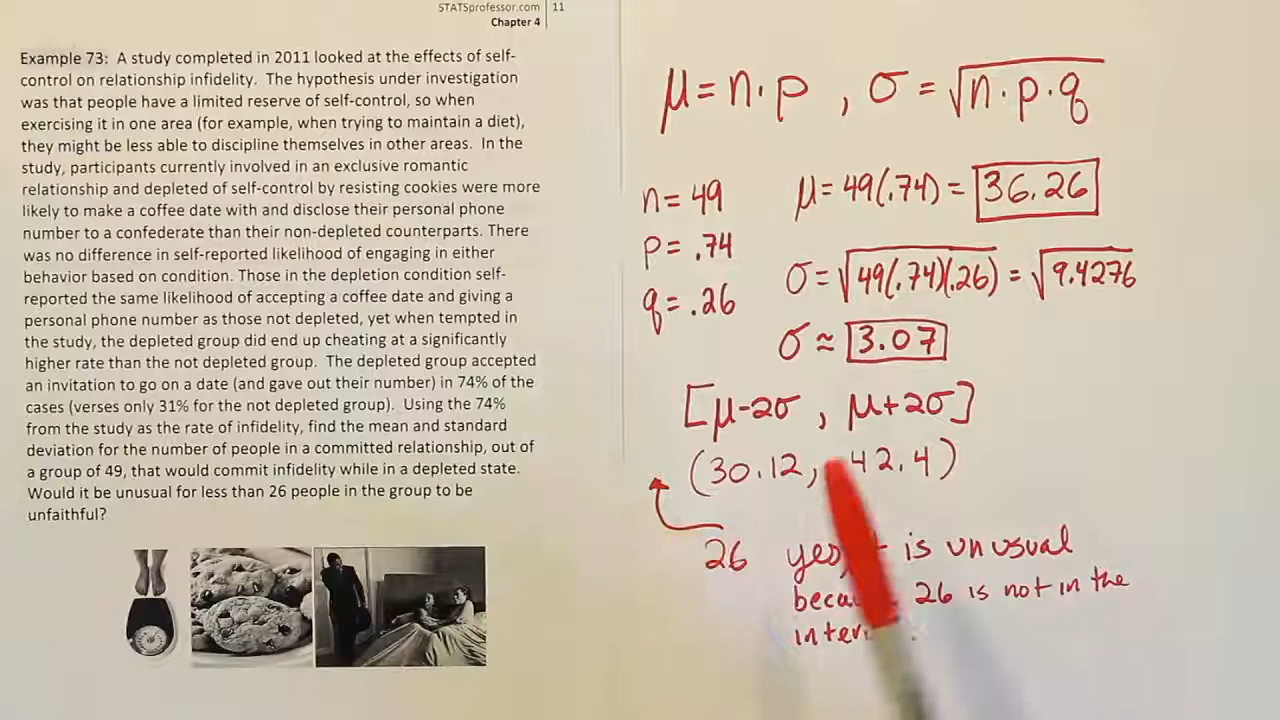 STATSprofessor.com 11
Chapter 4
Example 73: A study completed in 2011 looked at the effects of self-
control on relationship infidelity. The hypothesis under investigation
was that people have a limited reserve of self-control, so when
exercising it in one area (for example, when trying to maintain a diet),
they might be less able to discipline themselves in other areas. In the
study, participants currently involved in an exclusive romantic
relationship and depleted of self-control by resisting cookies were more
likely to make a coffee date with and disclose their personal phone
number to a confederate than their non-depleted counterparts. There
was no difference in self-reported likelihood of engaging in either
behavior based on condition. Those in the depletion condition self-
reported the same likelihood of accepting a coffee date and giving a
personal phone number as those not depleted, yet when tempted in
the study, the depleted group did end up cheating at a significantly
higher rate than the not depleted group. The depleted group accepted
an invitation to go on a date (and gave out their number) in 74% of the
cases (verses only 31% for the not depleted group). Using the 74%
from the study as the rate of infidelity, find the mean and standard
deviation for the number of people in a committed relationship, out of
a group of 49, that would commit infidelity while in a depleted state.
Would it be unusual for less than 26 people in the group to be
unfaithful?
μ = n·p , σ = √n·p·q
n = 49
p = .74
q = .26
μ = 49(.74) = 36.26
σ = √49(.74)(.26) = √9.4276
σ ≈ 3.07
[μ-2σ , μ+2σ]
(30.12, 42.4)
26 yes, is unusual
26 is not in the